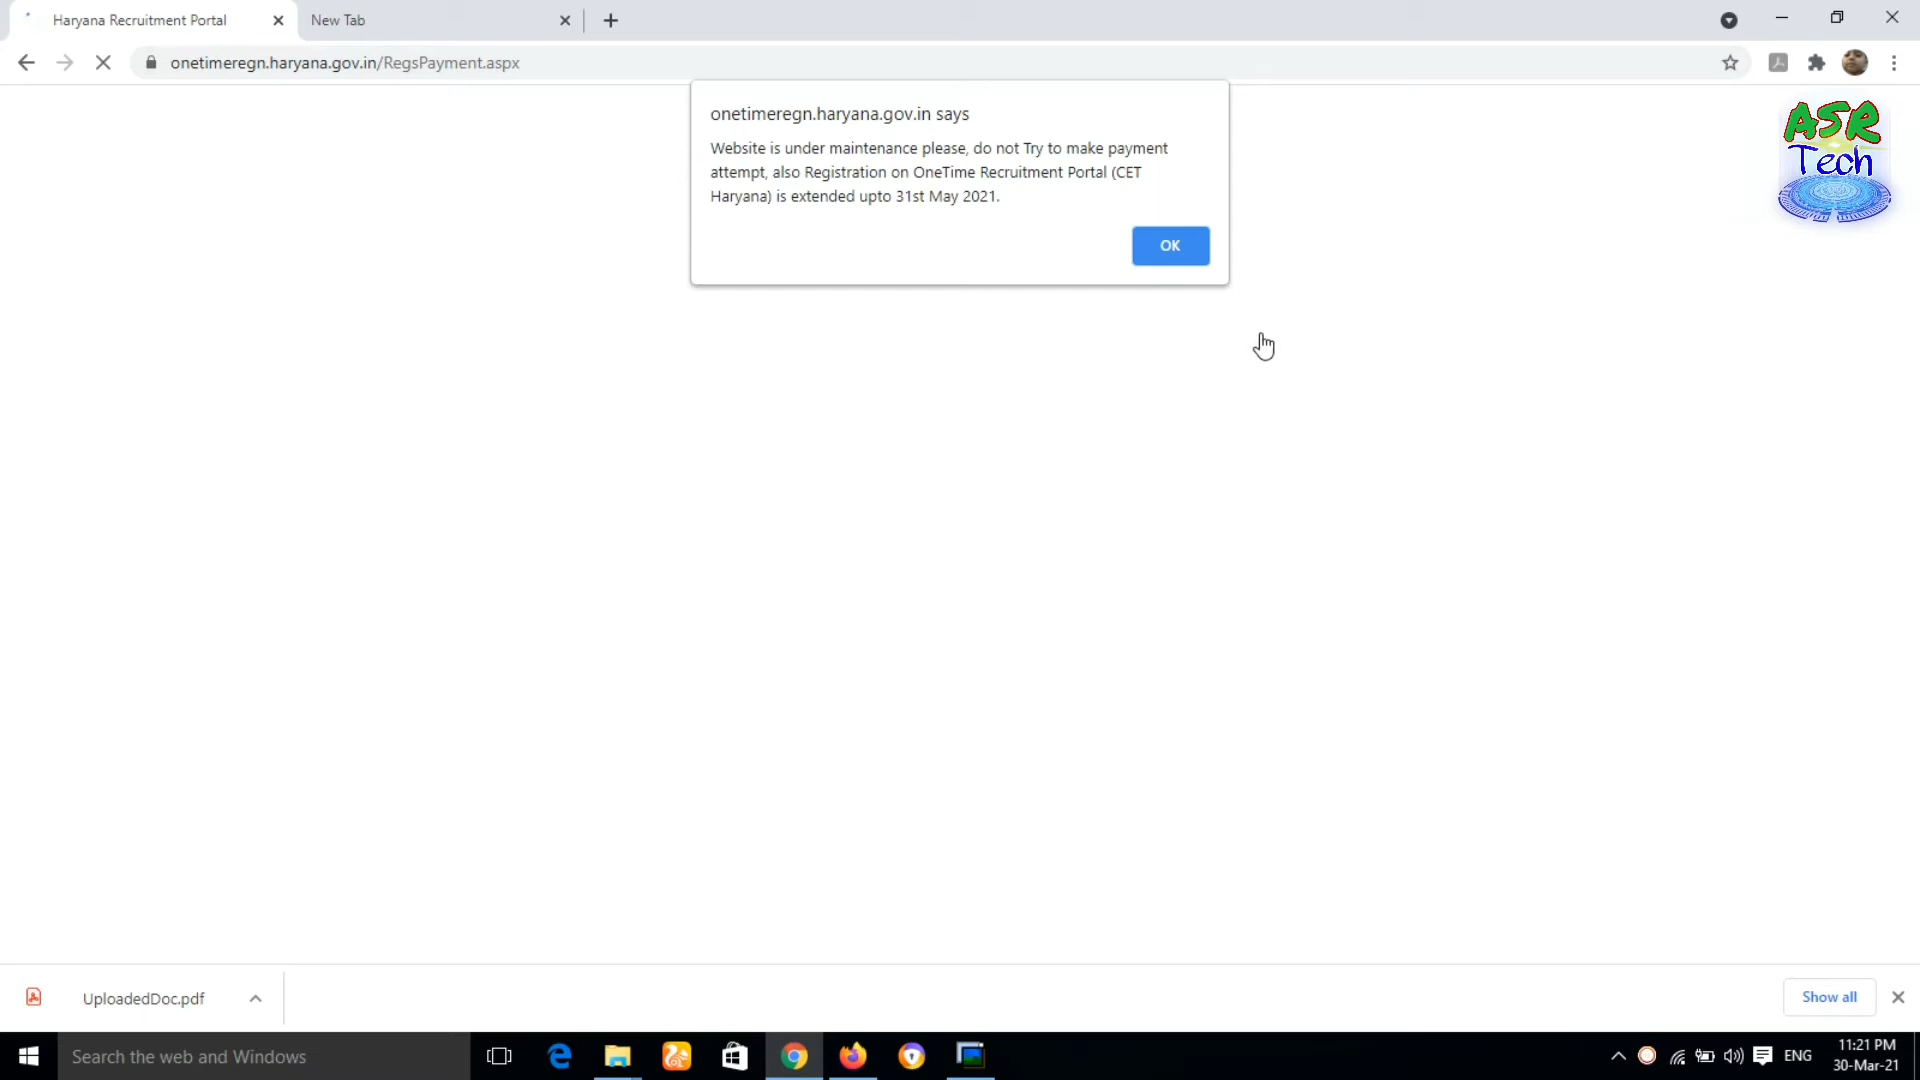 Haryana Recruitment Portal
New Tab
onetimeregn.haryana.gov.in/RegsPayment.aspx
onetimeregn.haryana.gov.in says
Website is under maintenance please, do not Try to make payment
attempt, also Registration on OneTime Recruitment Portal (CET
Haryana) is extended upto 31st May 2021.
OK
ASR
Tech
UploadedDoc.pdf
Show all
Search the web and Windows
ENG
11:21 PM
30-Mar-21